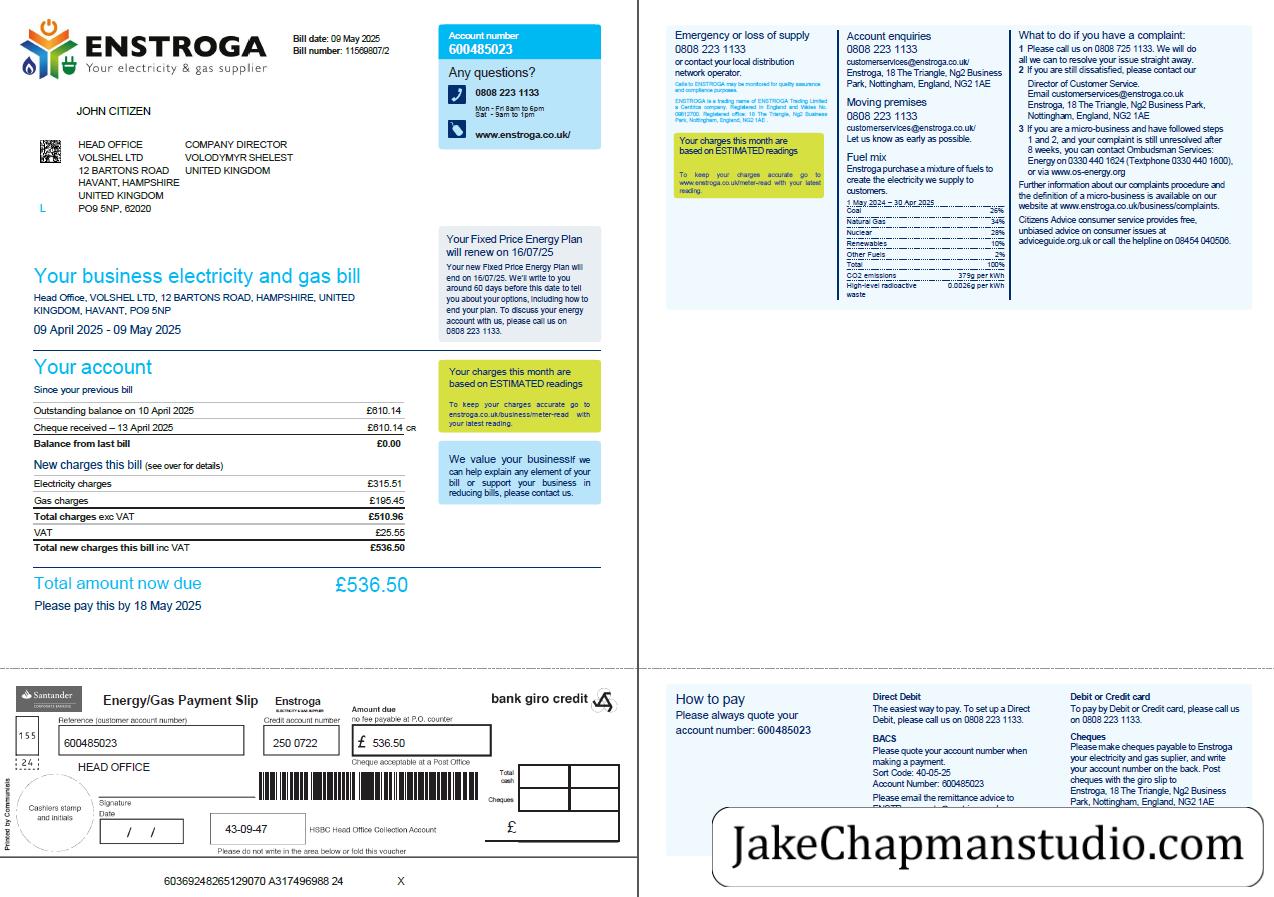 ENSTROGA
Your electricity & gas supplier
Bill date: 09 May 2025
Bill number: 11569807/2
Account number
600485023
Any questions?
0808 223 1133
Mon - Fri 8am to 6pm
Sat - 9am to 1pm
www.enstroga.co.uk/
JOHN CITIZEN
HEAD OFFICE
VOLSHEL LTD
12 BARTONS ROAD
HAVANT, HAMPSHIRE
UNITED KINGDOM
PO9 5NP, 62020
COMPANY DIRECTOR
VOLODYMYR SHELEST
UNITED KINGDOM
L
Your Fixed Price Energy Plan
will renew on 16/07/25
Your new Fixed Price Energy Plan will
end on 16/07/25. We'll write to you
around 60 days before this date to tell
you about your options, including how to
end your plan. To discuss your energy
account with us, please call us on
0808 223 1133.
Your business electricity and gas bill
Head Office, VOLSHEL LTD, 12 BARTONS ROAD, HAMPSHIRE, UNITED
KINGDOM, HAVANT, PO9 5NP
09 April 2025 - 09 May 2025
Your account
Since your previous bill
Outstanding balance on 10 April 2025 £610.14
Cheque received – 13 April 2025 £610.14 CR
Balance from last bill £0.00
New charges this bill (see over for details)
Electricity charges £315.51
Gas charges £195.45
Total charges exc VAT £510.96
VAT £25.55
Total new charges this bill inc VAT £536.50
Total amount now due £536.50
Please pay this by 18 May 2025
Your charges this month are
based on ESTIMATED readings
To keep your charges accurate go to
enstroga.co.uk/business/meter-read with
your latest reading.
We value your businessIf we
can help explain any element of your
bill or support your business in
reducing bills, please contact us.
Santander
CORPORATE BANKING
Energy/Gas Payment Slip
Enstroga
ELECTRICITY & GAS SUPPLIER
bank giro credit
Amount due
no fee payable at P.O. counter
Reference (customer account number)
Credit account number
155
24
600485023
250 0722
£ 536.50
Cheque acceptable at a Post Office
HEAD OFFICE
Total
cash
Cheques
£
Printed by Communisis
Cashiers stamp
and initials
Signature
Date
/ /
43-09-47
HSBC Head Office Collection Account
Please do not write in the area below or fold this voucher
60369248265129070 A317496988 24 X
Emergency or loss of supply
0808 223 1133
or contact your local distribution
network operator.
Calls to ENSTROGA may be monitored for quality assurance
and compliance purposes.
ENSTROGA is a trading name of ENSTROGA Trading Limited
a Centrica company. Registered in England and Wales No.
09812700. Registered office: 18 The Triangle, Ng2 Business
Park, Nottingham, England, NG2 1AE .
Your charges this month are
based on ESTIMATED readings
To keep your charges accurate go to
www.enstroga.co.uk/meter-read with your latest
reading.
Account enquiries
0808 223 1133
customerservices@enstroga.co.uk/
Enstroga, 18 The Triangle, Ng2 Business
Park, Nottingham, England, NG2 1AE
Moving premises
0808 223 1133
customerservices@enstroga.co.uk/
Let us know as early as possible.
Fuel mix
Enstroga purchase a mixture of fuels to
create the electricity we supply to
customers.
1 May 2024 – 30 Apr 2025
Coal 26%
Natural Gas 34%
Nuclear 28%
Renewables 10%
Other Fuels 2%
Total 100%
CO2 emissions 379g per kWh
High-level radioactive 0.0026g per kWh
waste
What to do if you have a complaint:
1 Please call us on 0808 725 1133. We will do
all we can to resolve your issue straight away.
2 If you are still dissatisfied, please contact our
Director of Customer Service.
Email customerservices@enstroga.co.uk
Enstroga, 18 The Triangle, Ng2 Business Park,
Nottingham, England, NG2 1AE
3 If you are a micro-business and have followed steps
1 and 2, and your complaint is still unresolved after
8 weeks, you can contact Ombudsman Services:
Energy on 0330 440 1624 (Textphone 0330 440 1600),
or via www.os-energy.org
Further information about our complaints procedure and
the definition of a micro-business is available on our
website at www.enstroga.co.uk/business/complaints.
Citizens Advice consumer service provides free,
unbiased advice on consumer issues at
adviceguide.org.uk or call the helpline on 08454 040506.
How to pay
Please always quote your
account number: 600485023
Direct Debit
The easiest way to pay. To set up a Direct
Debit, please call us on 0808 223 1133.
BACS
Please quote your account number when
making a payment.
Sort Code: 40-05-25
Account Number: 600485023
Please email the remittance advice to
Debit or Credit card
To pay by Debit or Credit card, please call us
on 0808 223 1133.
Cheques
Please make cheques payable to Enstroga
your electricity and gas suplier, and write
your account number on the back. Post
cheques with the giro slip to
Enstroga, 18 The Triangle, Ng2 Business
Park, Nottingham, England, NG2 1AE
JakeChapmanstudio.com